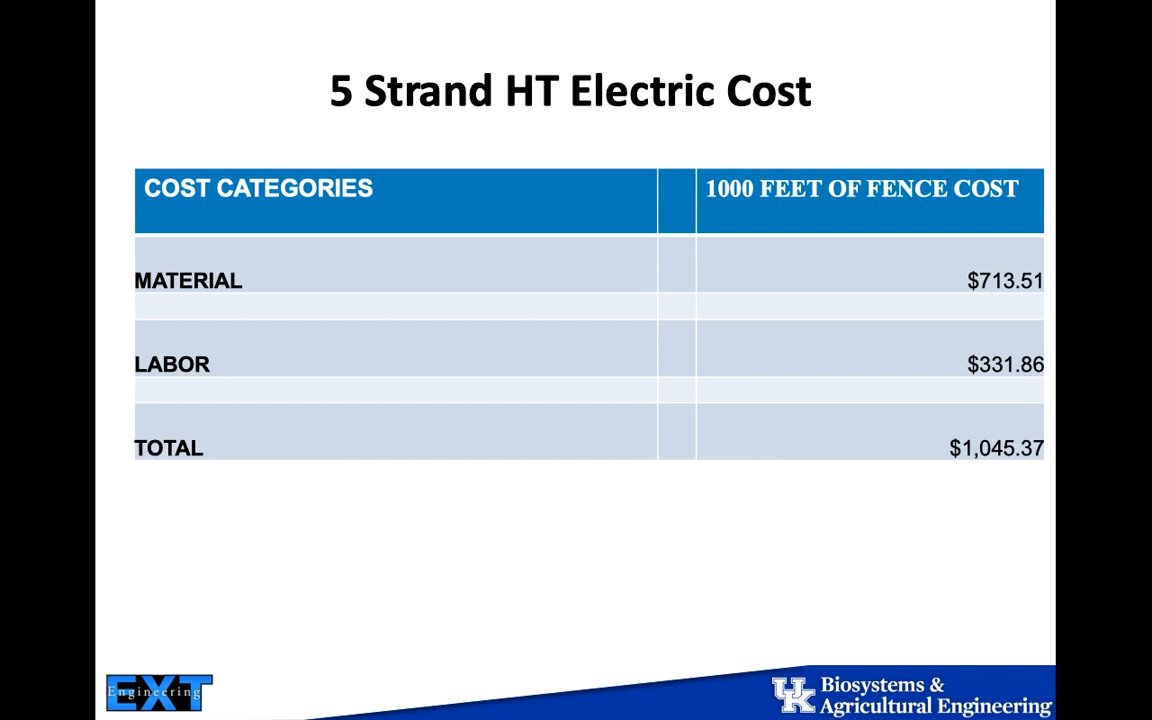 5 Strand HT Electric Cost
COST CATEGORIES 1000 FEET OF FENCE COST
MATERIAL $713.51
LABOR $331.86
TOTAL $1,045.37
EXT
Engineering
UK Biosystems &
Agricultural Engineering